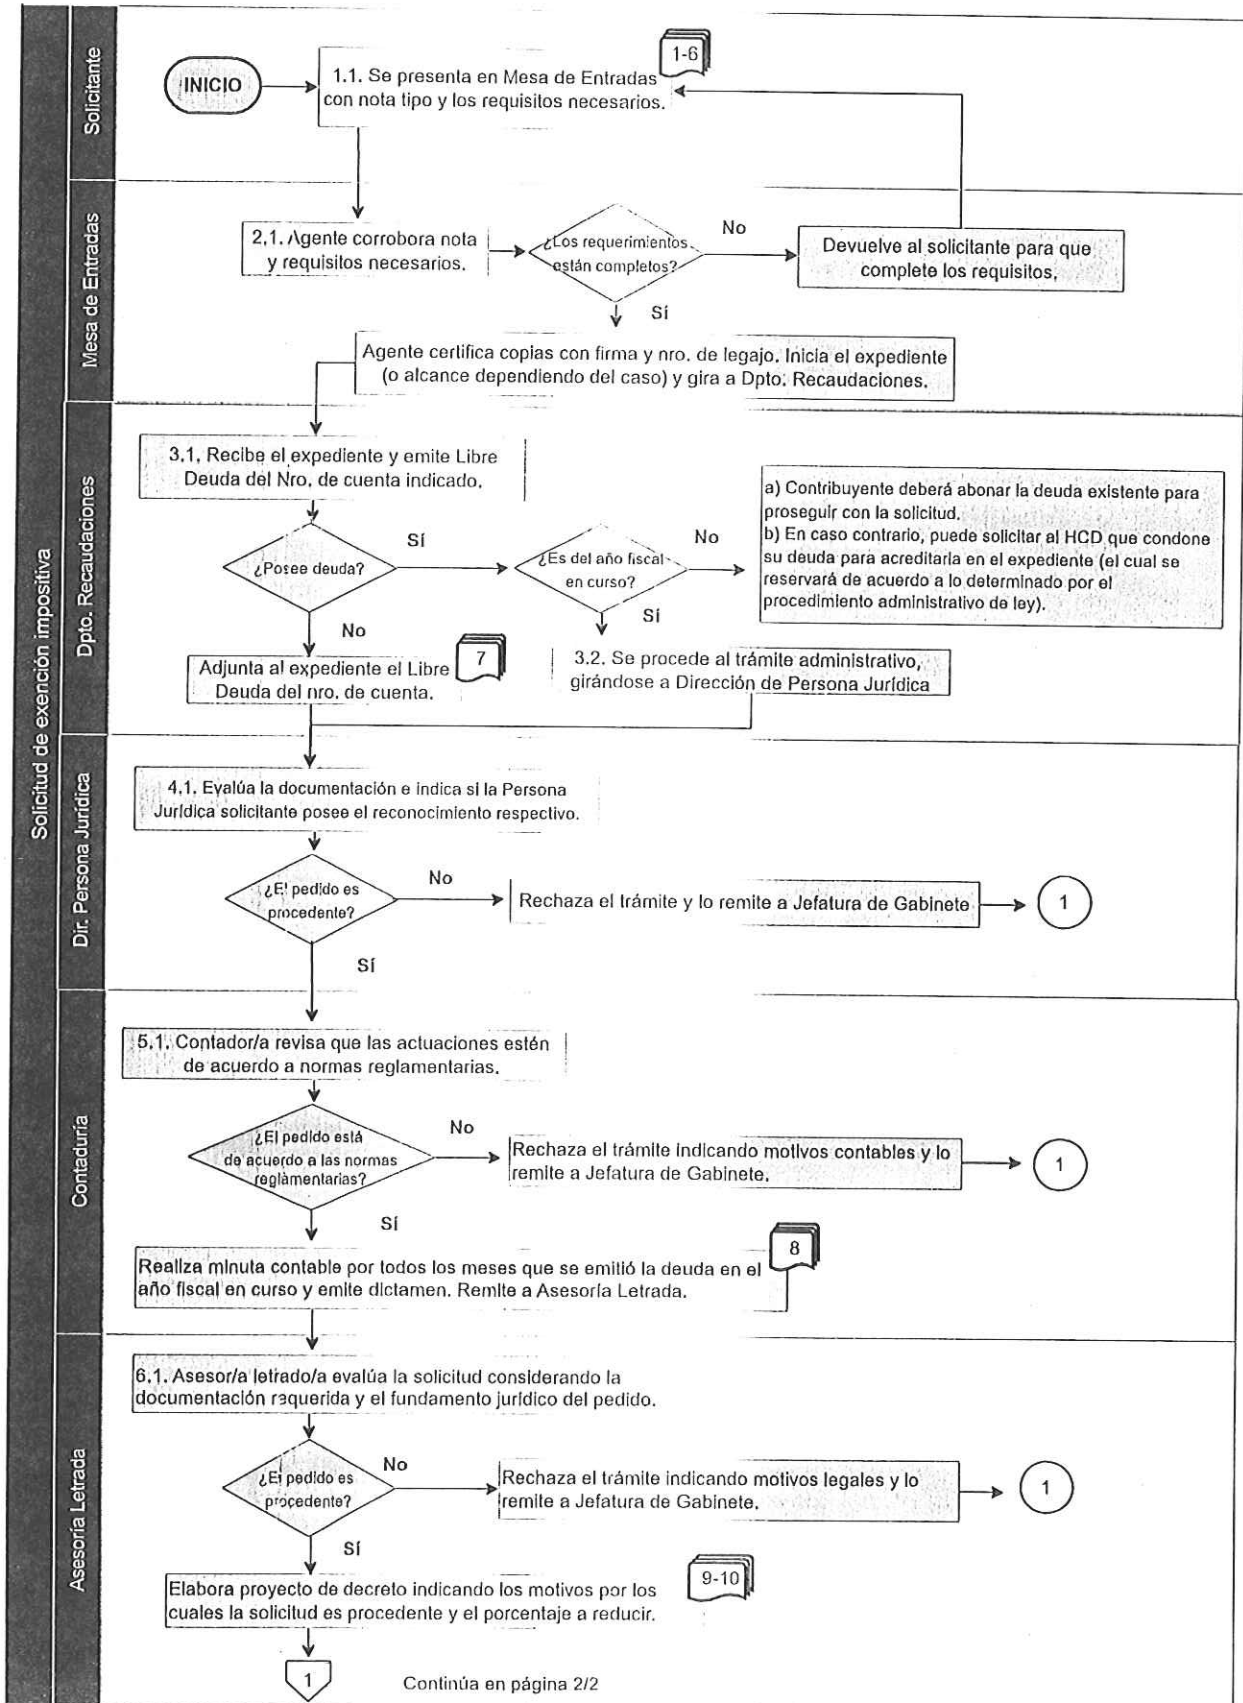 Solicitud de exención impositiva
Solicitante
INICIO
1.1. Se presenta en Mesa de Entradas
con nota tipo y los requisitos necesarios.
1-6
Mesa de Entradas
2.1. Agente corrobora nota
y requisitos necesarios.
¿Los requerimientos
están completos?
No
Devuelve al solicitante para que
complete los requisitos.
Sí
Agente certifica copias con firma y nro. de legajo. Inicia el expediente
(o alcance dependiendo del caso) y gira a Dpto. Recaudaciones.
Dpto. Recaudaciones
3.1. Recibe el expediente y emite Libre
Deuda del Nro. de cuenta indicado.
¿Posee deuda?
Sí
¿Es del año fiscal
en curso?
No
a) Contribuyente deberá abonar la deuda existente para
proseguir con la solicitud.
b) En caso contrario, puede solicitar al HCD que condone
su deuda para acreditarla en el expediente (el cual se
reservará de acuerdo a lo determinado por el
procedimiento administrativo de ley).
No
Sí
Adjunta al expediente el Libre
Deuda del nro. de cuenta.
7
3.2. Se procede al trámite administrativo,
girándose a Dirección de Persona Jurídica
Dir. Persona Jurídica
4.1. Evalúa la documentación e indica si la Persona
Jurídica solicitante posee el reconocimiento respectivo.
¿El pedido es
procedente?
No
Rechaza el trámite y lo remite a Jefatura de Gabinete
1
Sí
Contaduría
5.1. Contador/a revisa que las actuaciones estén
de acuerdo a normas reglamentarias.
¿El pedido está
de acuerdo a las normas
reglamentarias?
No
Rechaza el trámite indicando motivos contables y lo
remite a Jefatura de Gabinete.
1
Sí
Realiza minuta contable por todos los meses que se emitió la deuda en el
año fiscal en curso y emite dictamen. Remite a Asesoría Letrada.
8
Asesoría Letrada
6.1. Asesor/a letrado/a evalúa la solicitud considerando la
documentación requerida y el fundamento jurídico del pedido.
¿El pedido es
procedente?
No
Rechaza el trámite indicando motivos legales y lo
remite a Jefatura de Gabinete.
1
Sí
Elabora proyecto de decreto indicando los motivos por los
cuales la solicitud es procedente y el porcentaje a reducir.
9-10
1
Continúa en página 2/2